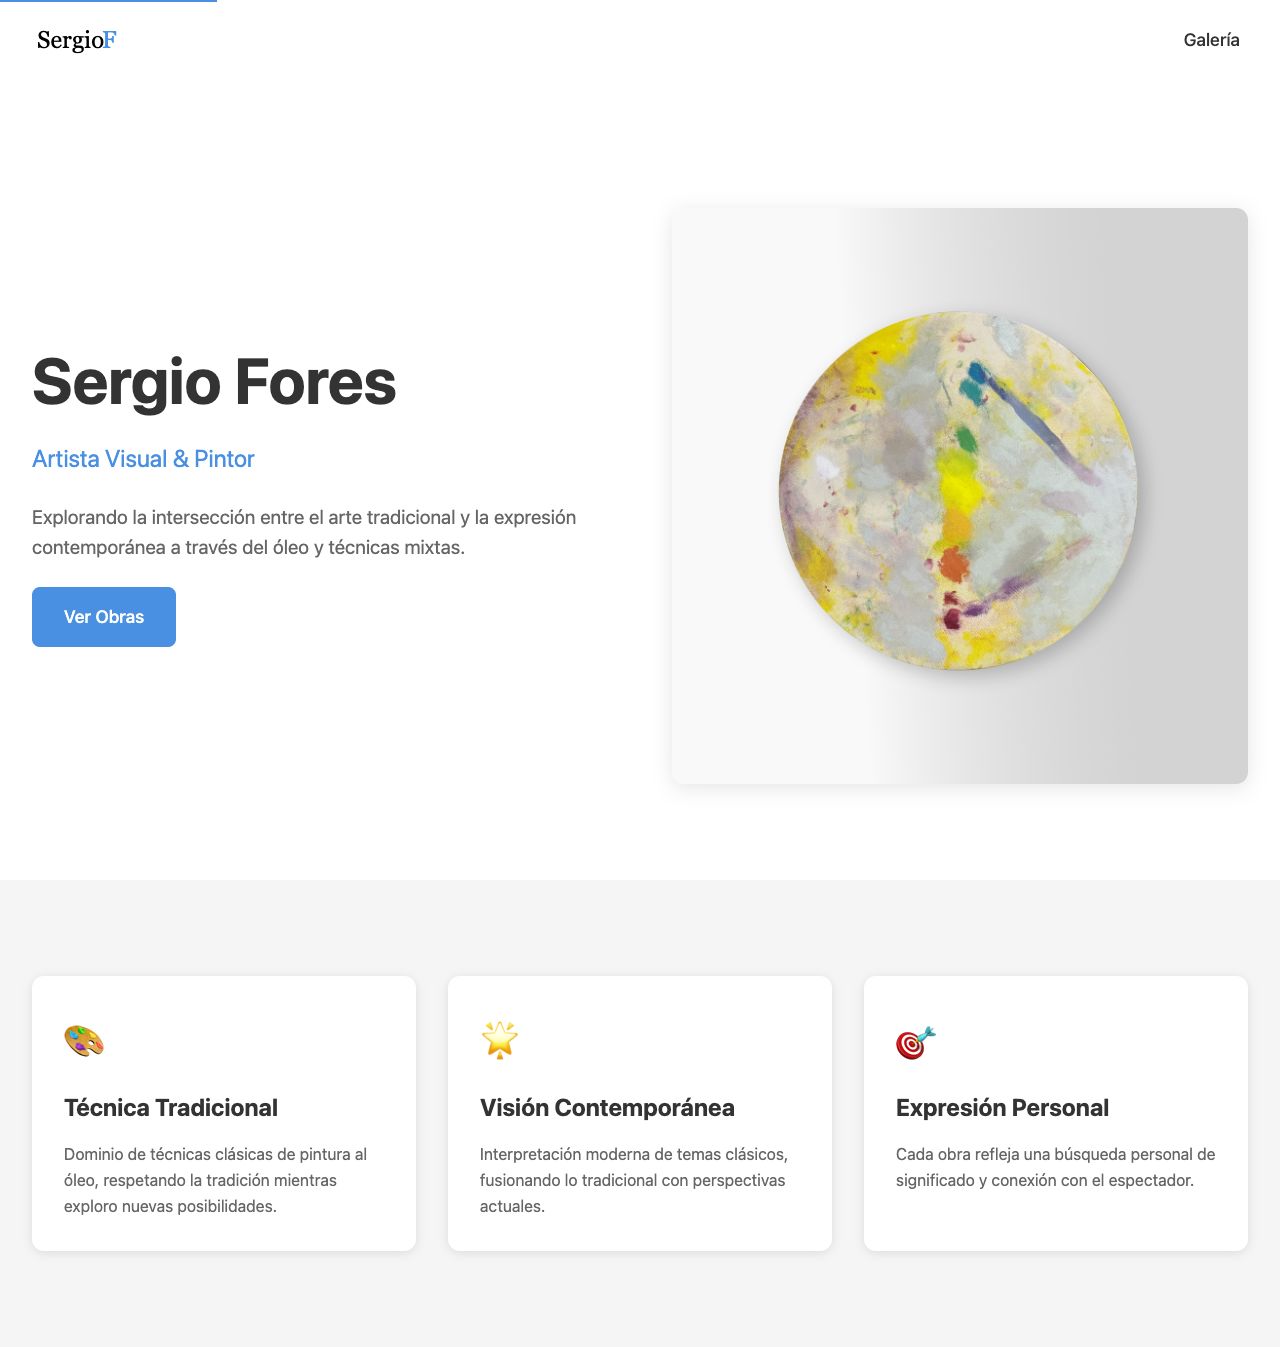 SergioF
Galería
Sergio Fores
Artista Visual & Pintor
Explorando la intersección entre el arte tradicional y la expresión
contemporánea a través del óleo y técnicas mixtas.
Ver Obras
Técnica Tradicional
Dominio de técnicas clásicas de pintura al
óleo, respetando la tradición mientras
exploro nuevas posibilidades.
Visión Contemporánea
Interpretación moderna de temas clásicos,
fusionando lo tradicional con perspectivas
actuales.
Expresión Personal
Cada obra refleja una búsqueda personal de
significado y conexión con el espectador.